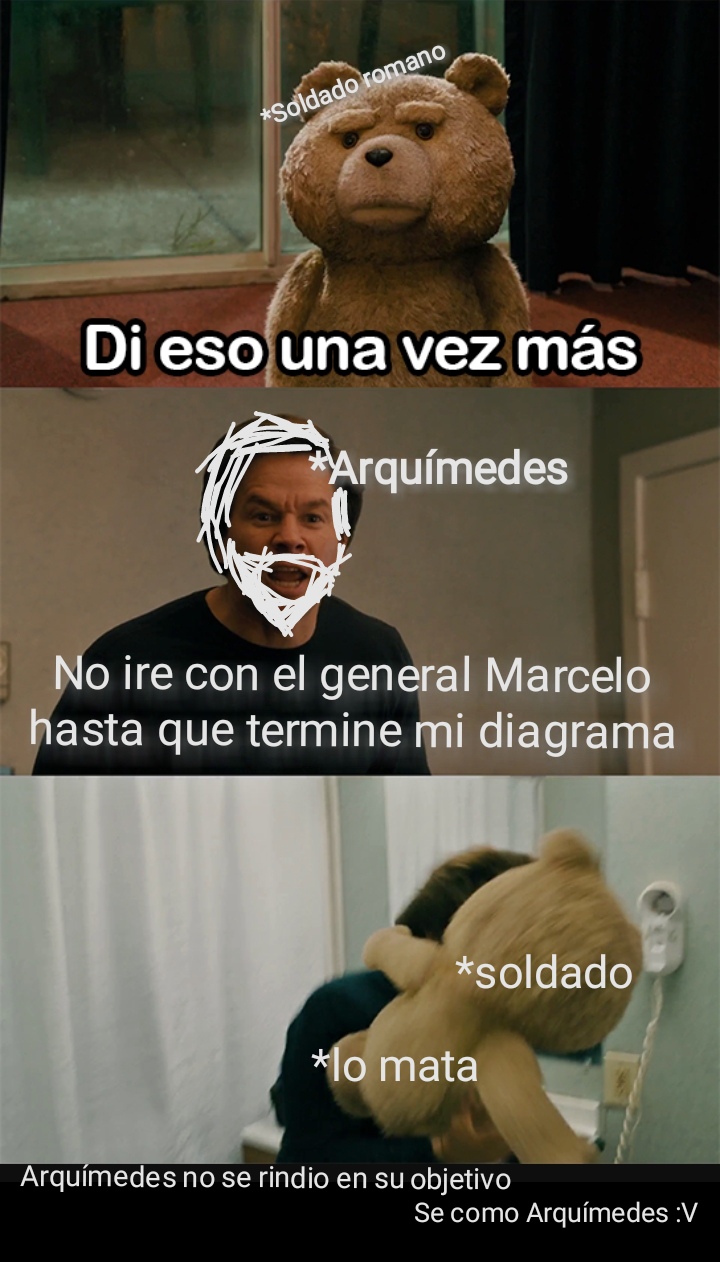 *Soldado romano
Di eso una vez más
*Arquímedes
No ire con el general Marcelo
hasta que termine mi diagrama
*soldado
*lo mata
Arquímedes no se rindio en su objetivo
Se como Arquímedes :V